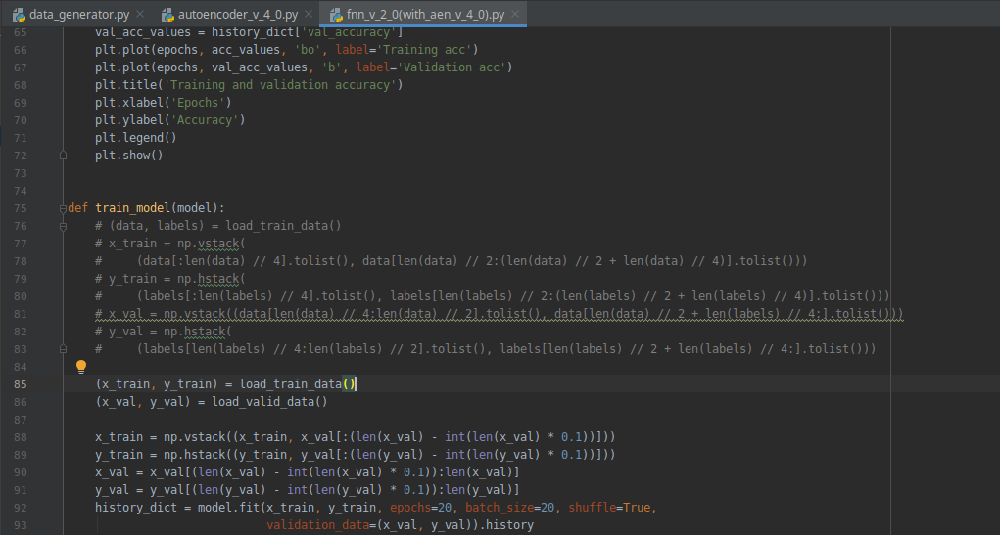 data_generator.py autoencoder_v_4_0.py fnn_v_2_0(with_aen_v_4_0).py
65 val_acc_values = history_dict['val_accuracy']
66 plt.plot(epochs, acc_values, 'bo', label='Training acc')
67 plt.plot(epochs, val_acc_values, 'b', label='Validation acc')
68 plt.title('Training and validation accuracy')
69 plt.xlabel('Epochs')
70 plt.ylabel('Accuracy')
71 plt.legend()
72 plt.show()
73
74
75 def train_model(model):
76 # (data, labels) = load_train_data()
77 # x_train = np.vstack(
78 #     (data[:len(data) // 4].tolist(), data[len(data) // 2:(len(data) // 2 + len(data) // 4)].tolist()))
79 # y_train = np.hstack(
80 #     (labels[:len(labels) // 4].tolist(), labels[len(labels) // 2:(len(labels) // 2 + len(labels) // 4)].tolist()))
81 # x_val = np.vstack((data[len(data) // 4:len(data) // 2].tolist(), data[len(data) // 2 + len(labels) // 4:].tolist()))
82 # y_val = np.hstack(
83 #     (labels[len(labels) // 4:len(labels) // 2].tolist(), labels[len(labels) // 2 + len(labels) // 4:].tolist()))
84
85 (x_train, y_train) = load_train_data()
86 (x_val, y_val) = load_valid_data()
87
88 x_train = np.vstack((x_train, x_val[:(len(x_val) - int(len(x_val) * 0.1))]))
89 y_train = np.hstack((y_train, y_val[:(len(y_val) - int(len(y_val) * 0.1))]))
90 x_val = x_val[(len(x_val) - int(len(x_val) * 0.1)):len(x_val)]
91 y_val = y_val[(len(y_val) - int(len(y_val) * 0.1)):len(y_val)]
92 history_dict = model.fit(x_train, y_train, epochs=20, batch_size=20, shuffle=True,
93 validation_data=(x_val, y_val)).history